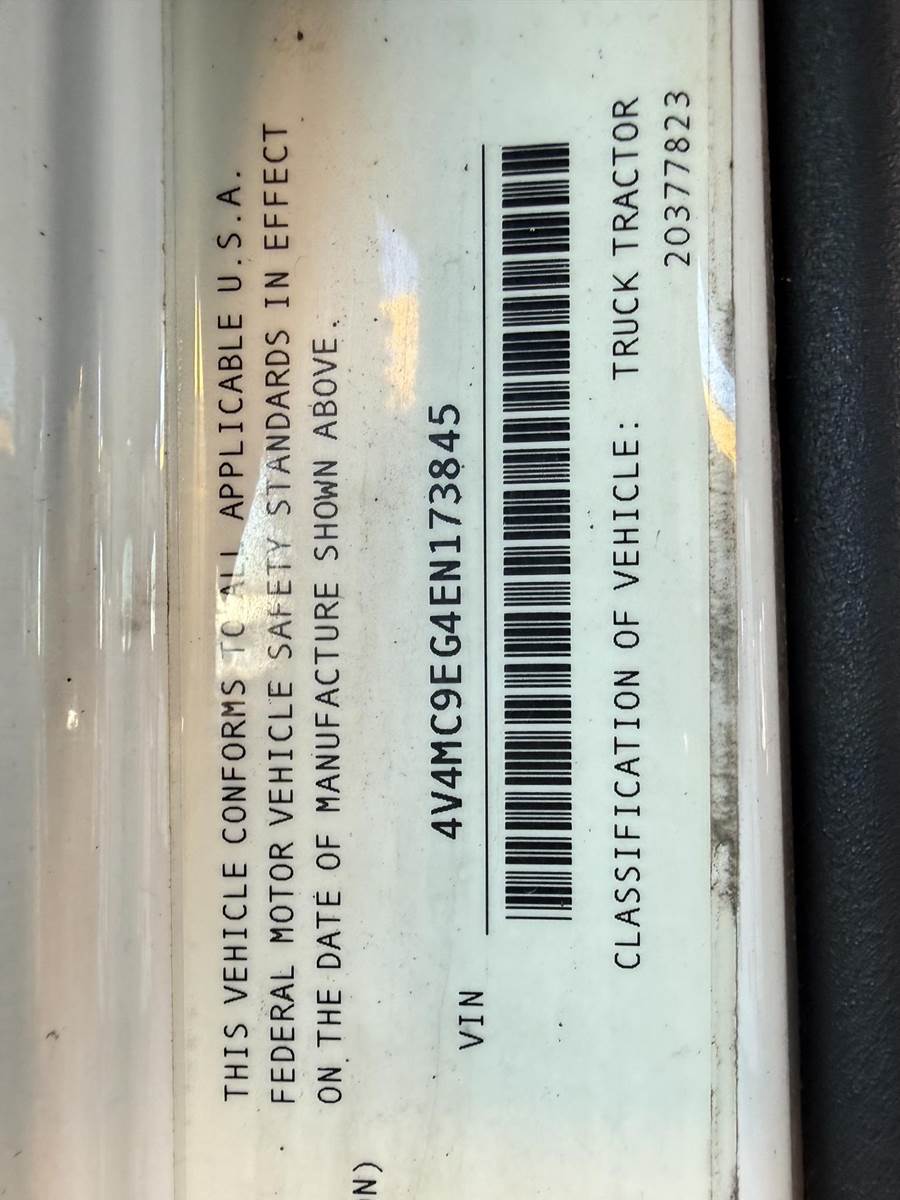 THIS VEHICLE CONFORMS TO ALL APPLICABLE U.S.A.
FEDERAL MOTOR VEHICLE SAFETY STANDARDS IN EFFECT
ON THE DATE OF MANUFACTURE SHOWN ABOVE.
N)
4V4MC9EG4EN173845
VIN
CLASSIFICATION OF VEHICLE: TRUCK TRACTOR
20377823